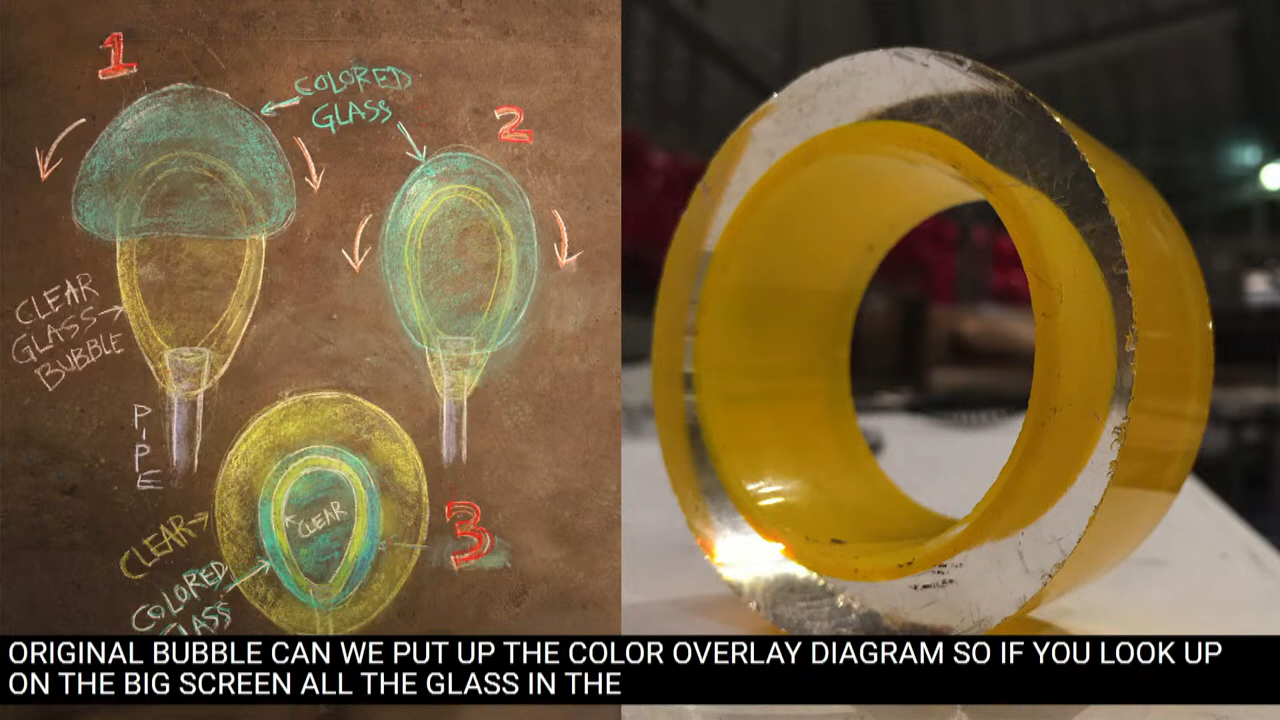 1
COLORED
GLASS
2
CLEAR
GLASS
BUBBLE
PIPE
CLEAR
CLEAR
3
COLORED
GLASS
ORIGINAL BUBBLE CAN WE PUT UP THE COLOR OVERLAY DIAGRAM SO IF YOU LOOK UP
ON THE BIG SCREEN ALL THE GLASS IN THE